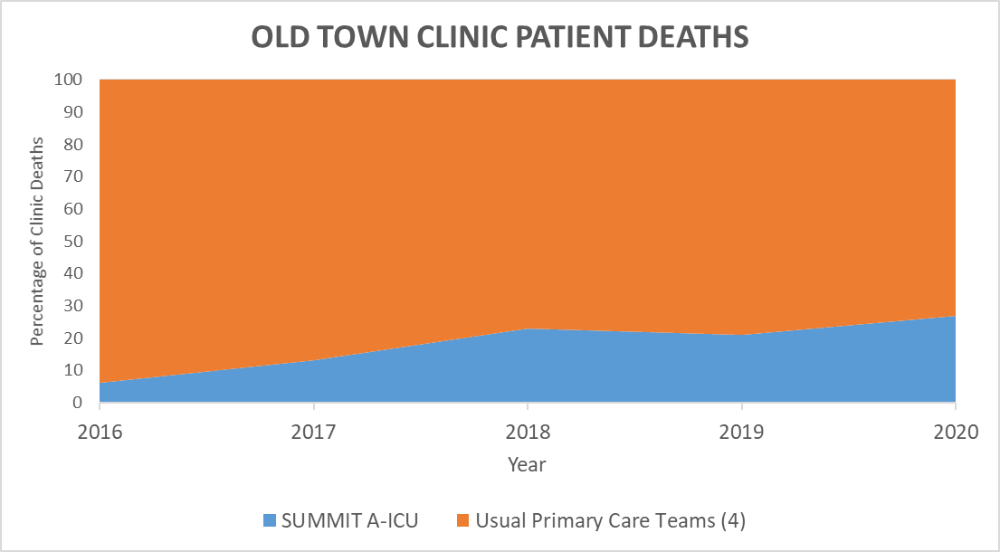 OLD TOWN CLINIC PATIENT DEATHS
Percentage of Clinic Deaths
100
90
80
70
60
50
40
30
20
10
0
2016 2017 2018 2019 2020
Year
SUMMIT A-ICU Usual Primary Care Teams (4)